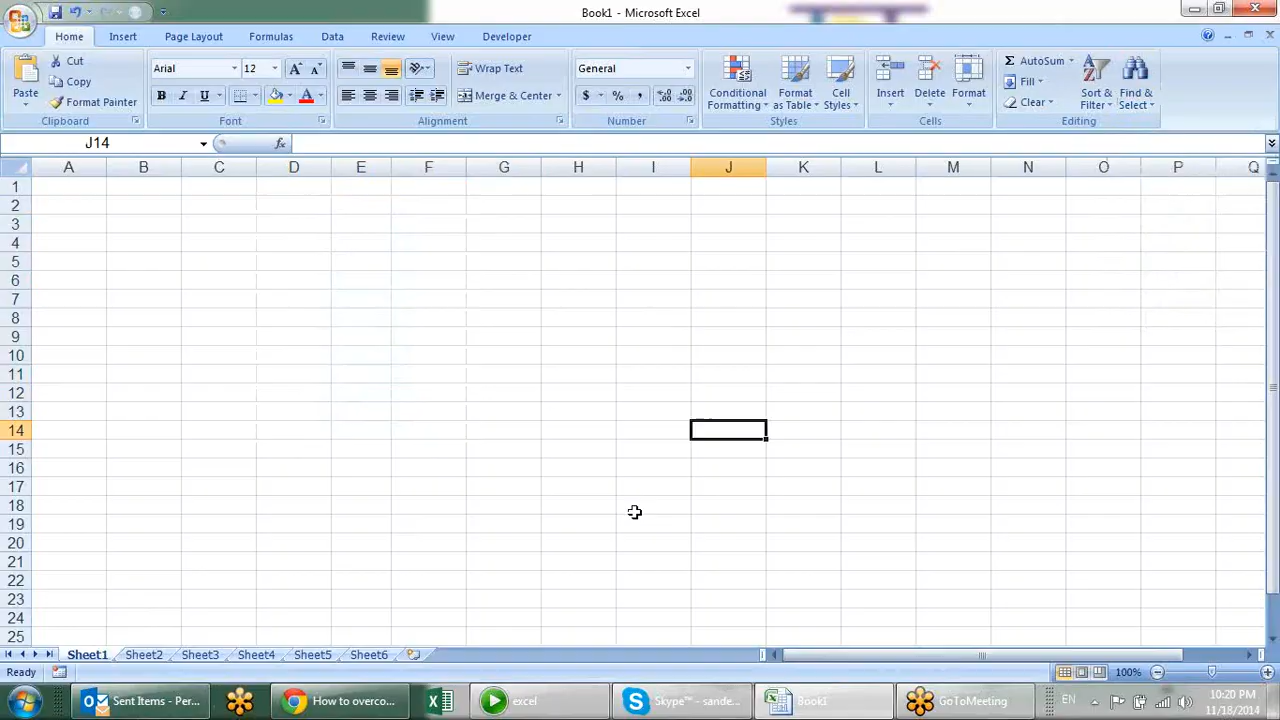 Book1 - Microsoft Excel
Home Insert Page Layout Formulas Data Review View Developer
Paste Cut Copy Format Painter Clipboard
Arial 12 Font
Wrap Text Merge & Center Alignment
General $ % , Number
Conditional Formatting Format as Table Cell Styles Styles
Insert Delete Format Cells
Σ AutoSum Fill Clear Sort & Filter Find & Select Editing
J14 fx
A B C D E F G H I J K L M N O P Q
1
2
3
4
5
6
7
8
9
10
11
12
13
14
15
16
17
18
19
20
21
22
23
24
25
Sheet1 Sheet2 Sheet3 Sheet4 Sheet5 Sheet6
Ready 100%
Sent Items - Per... How to overco... excel Skype™ - sande... Book1 GoToMeeting EN 10:20 PM
11/18/2014